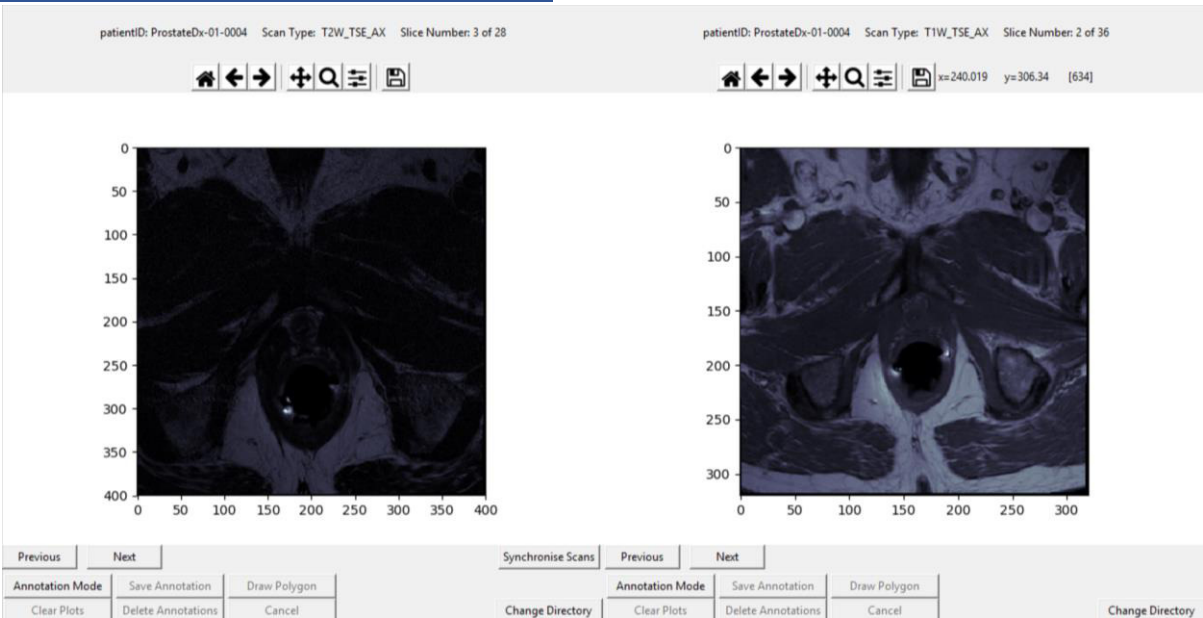 patientID: ProstateDx-01-0004 Scan Type: T2W_TSE_AX Slice Number: 3 of 28
patientID: ProstateDx-01-0004 Scan Type: T1W_TSE_AX Slice Number: 2 of 36
x=240.019 y=306.34 [634]
0
50
100
150
200
250
300
350
400
0 50 100 150 200 250 300 350 400
0
50
100
150
200
250
300
0 50 100 150 200 250 300
Previous Next Synchronise Scans Previous Next
Annotation Mode Save Annotation Draw Polygon Annotation Mode Save Annotation Draw Polygon
Clear Plots Delete Annotations Cancel Change Directory Clear Plots Delete Annotations Cancel Change Directory